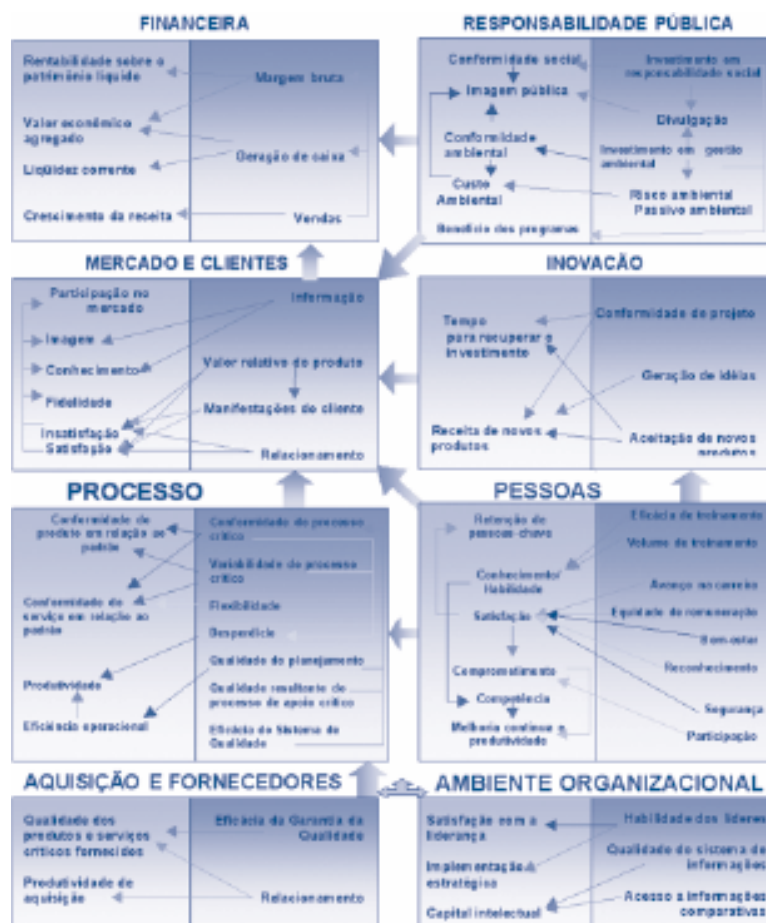 FINANCEIRA
Rentabilidade sobre o
patrimônio líquido
Margem bruta
Valor econômico
agregado
Geração de caixa
Liqüidez corrente
Crescimento da receita
Vendas
RESPONSABILIDADE PÚBLICA
Conformidade social
Investimento em
responsabilidade social
Imagem pública
Divulgação
Conformidade
ambiental
Investimento em gestão
ambiental
Custo
Ambiental
Risco ambiental
Passivo ambiental
Benefício dos programas
MERCADO E CLIENTES
Participação no
mercado
Informação
Imagem
Conhecimento
Valor relativo do produto
Fidelidade
Manifestações do cliente
Insatisfação
Satisfação
Relacionamento
INOVACÃO
Tempo
para recuperar o
investimento
Conformidade do projeto
Geração de idéias
Receita de novos
produtos
Aceitação de novos
produtos
PROCESSO
Conformidade do
produto em relação ao
padrão
Conformidade do processo
crítico
Variabilidade do processo
crítico
Conformidade do
serviço em relação ao
padrão
Flexibilidade
Desperdício
Qualidade do planejamento
Produtividade
Qualidade resultante do
processo de apoio crítico
Eficiência operacional
Eficácia do Sistema da
Qualidade
PESSOAS
Retenção de
pessoas-chave
Eficácia do treinamento
Volume de treinamento
Conhecimento/
Habilidade
Avanço na carreira
Satisfação
Equidade de remuneração
Bem-estar
Comprometimento
Reconhecimento
Competência
Segurança
Melhoria contínua e
produtividade
Participação
AQUISIÇÃO E FORNECEDORES
Qualidade dos
produtos e serviços
críticos fornecidos
Eficácia da Garantia da
Qualidade
Produtividade de
aquisição
Relacionamento
AMBIENTE ORGANIZACIONAL
Satisfação com a
liderança
Habilidade dos líderes
Qualidade do sistema de
informações
Implementação
estratégica
Capital intelectual
Acesso a informações
comparativas